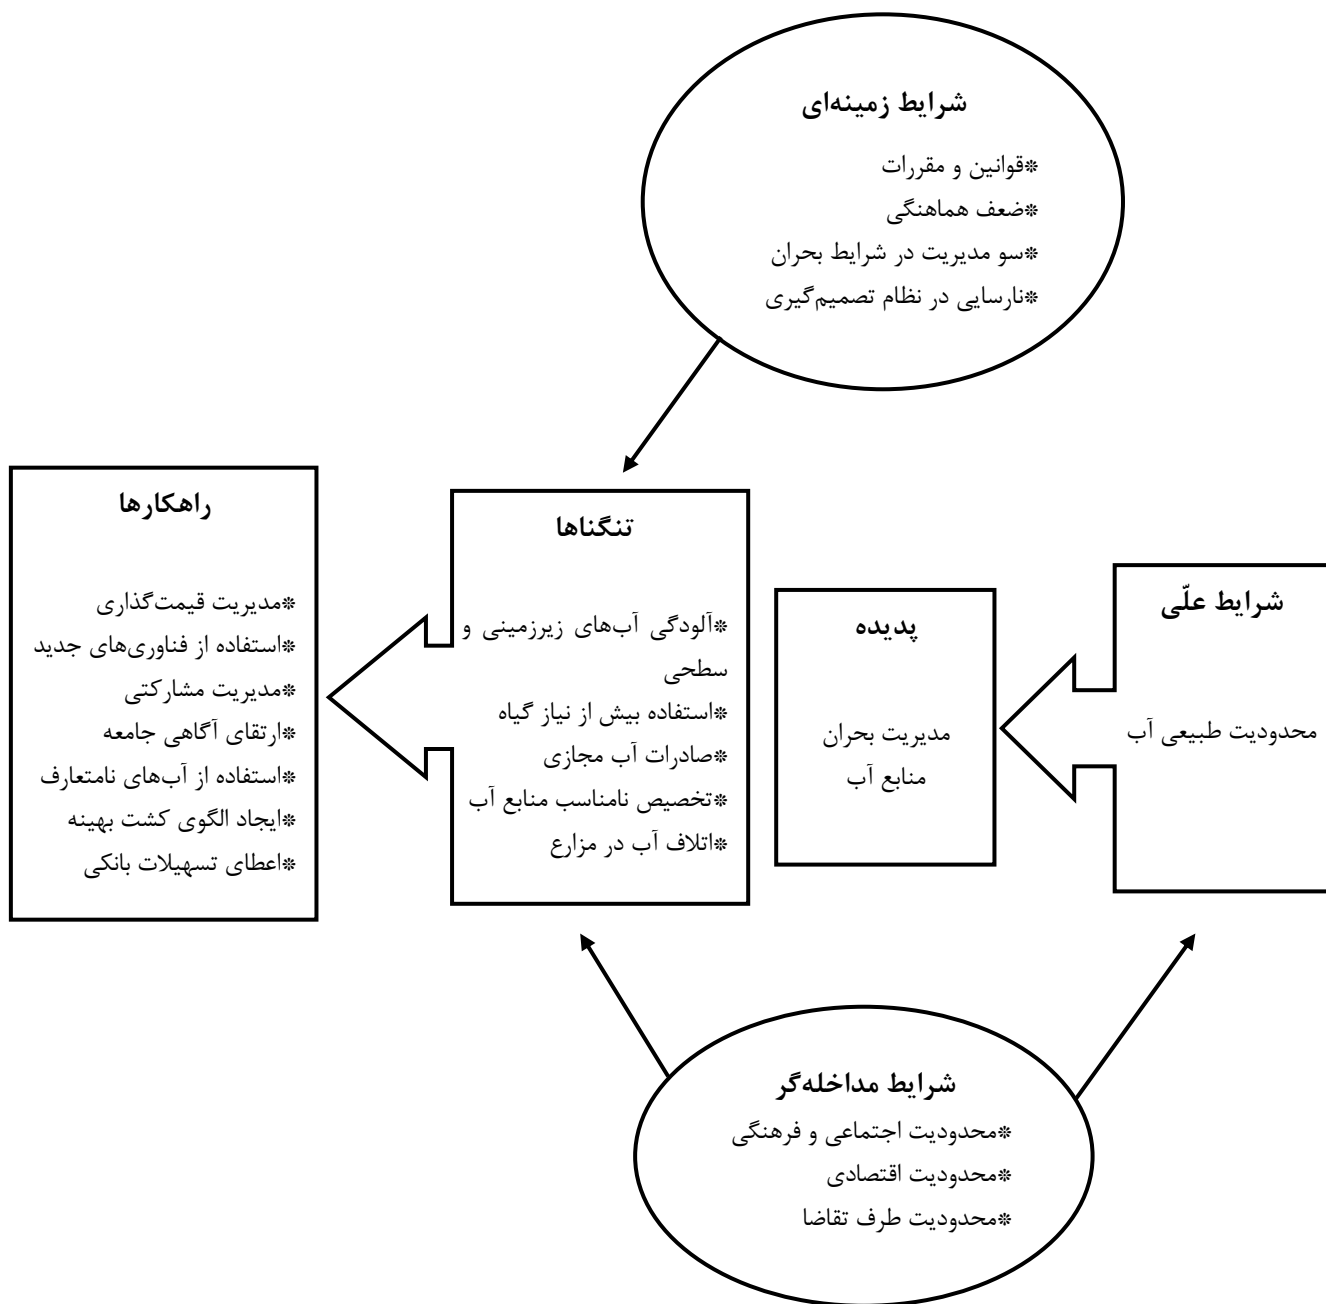 شرایط زمینه‌ای
*قوانین و مقررات
*ضعف هماهنگی
*سو مدیریت در شرایط بحران
*نارسایی در نظام تصمیم‌گیری
شرایط علّی
محدودیت طبیعی آب
پدیده
مدیریت بحران
منابع آب
تنگناها
*آلودگی آب‌های زیرزمینی و
سطحی
*استفاده بیش از نیاز گیاه
*صادرات آب مجازی
*تخصیص نامناسب منابع آب
*اتلاف آب در مزارع
راهکارها
*مدیریت قیمت‌گذاری
*استفاده از فناوری‌های جدید
*مدیریت مشارکتی
*ارتقای آگاهی جامعه
*استفاده از آب‌های نامتعارف
*ایجاد الگوی کشت بهینه
*اعطای تسهیلات بانکی
شرایط مداخله‌گر
*محدودیت اجتماعی و فرهنگی
*محدودیت اقتصادی
*محدودیت طرف تقاضا